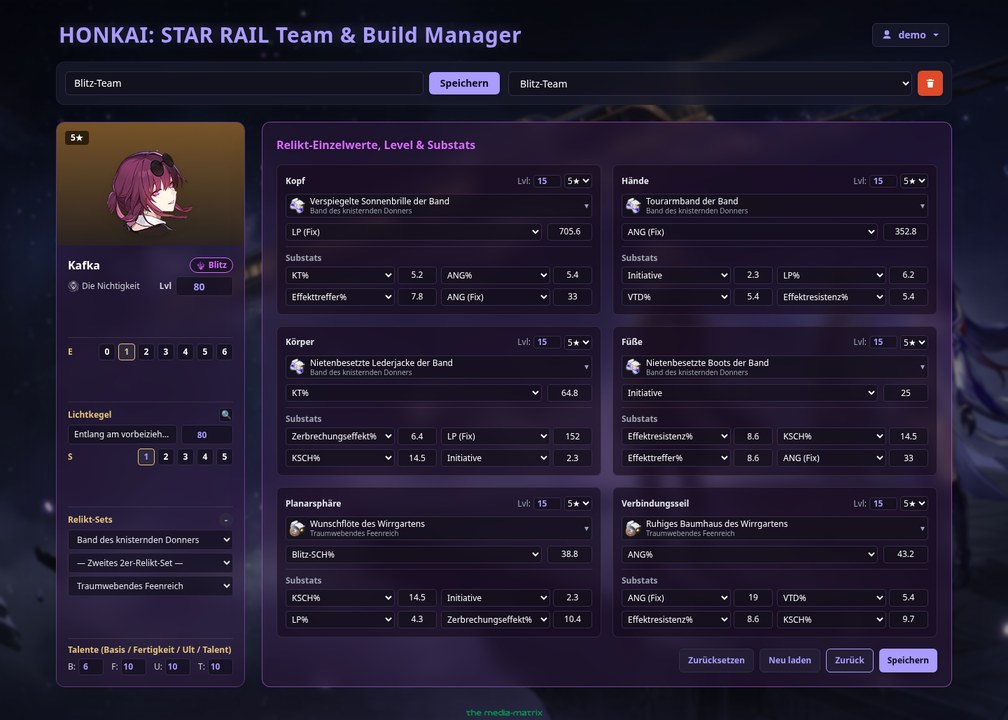 HONKAI: STAR RAIL Team & Build Manager
demo
Blitz-Team
Speichern
Blitz-Team
5★
Kafka
Blitz
Die Nichtigkeit
Lvl 80
E 0 1 2 3 4 5 6
Lichtkegel
Entlang am vorbeizieh... 80
S 1 2 3 4 5
Relikt-Sets -
Band des knisternden Donners
— Zweites 2er-Relikt-Set —
Traumwebendes Feenreich
Talente (Basis / Fertigkeit / Ult / Talent)
B: 6 F: 10 U: 10 T: 10
Relikt-Einzelwerte, Level & Substats
Kopf Lvl: 15 5★
Verspiegelte Sonnenbrille der Band
Band des knisternden Donners
LP (Fix) 705.6
Substats
KT% 5.2 ANG% 5.4
Effekttreffer% 7.8 ANG (Fix) 33
Hände Lvl: 15 5★
Tourarmband der Band
Band des knisternden Donners
ANG (Fix) 352.8
Substats
Initiative 2.3 LP% 6.2
VTD% 5.4 Effektresistenz% 5.4
Körper Lvl: 15 5★
Nietenbesetzte Lederjacke der Band
Band des knisternden Donners
KT% 64.8
Substats
Zerbrechungseffekt% 6.4 LP (Fix) 152
KSCH% 14.5 Initiative 2.3
Füße Lvl: 15 5★
Nietenbesetzte Boots der Band
Band des knisternden Donners
Initiative 25
Substats
Effektresistenz% 8.6 KSCH% 14.5
Effekttreffer% 8.6 ANG (Fix) 33
Planarsphäre Lvl: 15 5★
Wunschflöte des Wirrgartens
Traumwebendes Feenreich
Blitz-SCH% 38.8
Substats
KSCH% 14.5 Initiative 2.3
LP% 4.3 Zerbrechungseffekt% 10.4
Verbindungsseil Lvl: 15 5★
Ruhiges Baumhaus des Wirrgartens
Traumwebendes Feenreich
ANG% 43.2
Substats
ANG (Fix) 19 VTD% 5.4
Effektresistenz% 8.6 KSCH% 9.7
Zurücksetzen
Neu laden
Zurück
Speichern
the media-matrix